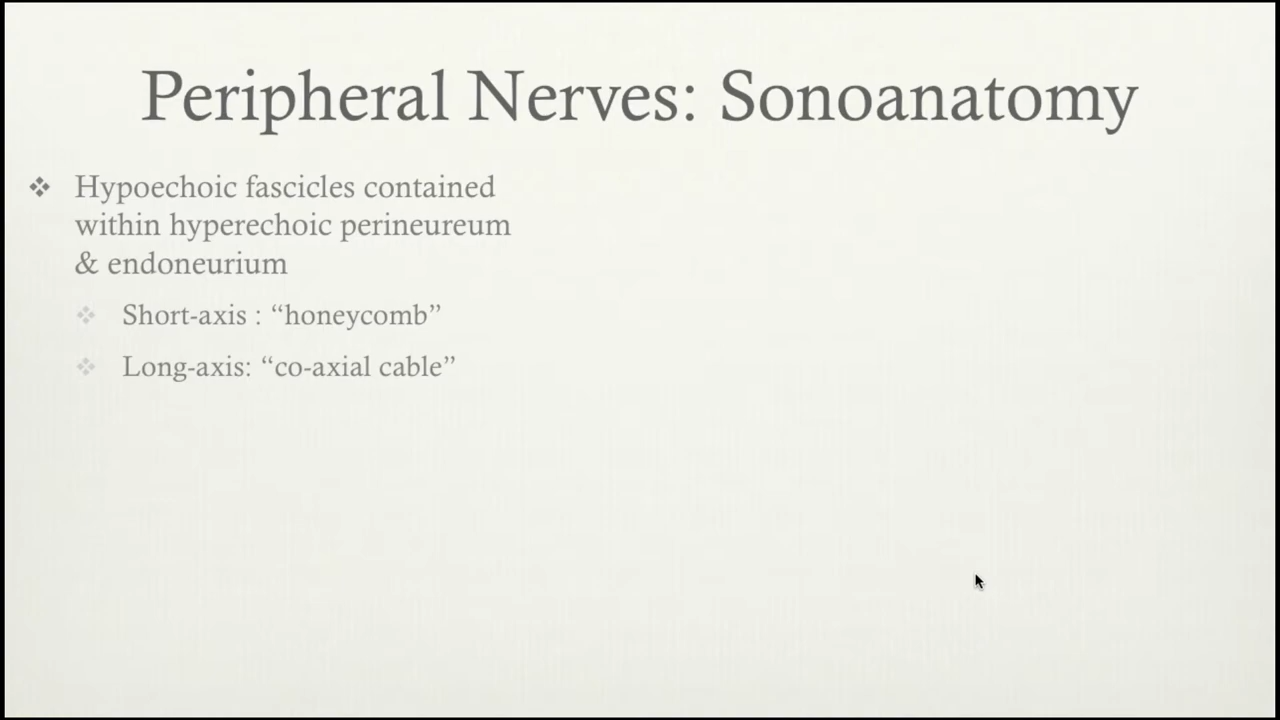 Peripheral Nerves: Sonoanatomy
❖ Hypoechoic fascicles contained
within hyperechoic perineureum
& endoneurium
❖ Short-axis : “honeycomb”
❖ Long-axis: “co-axial cable”